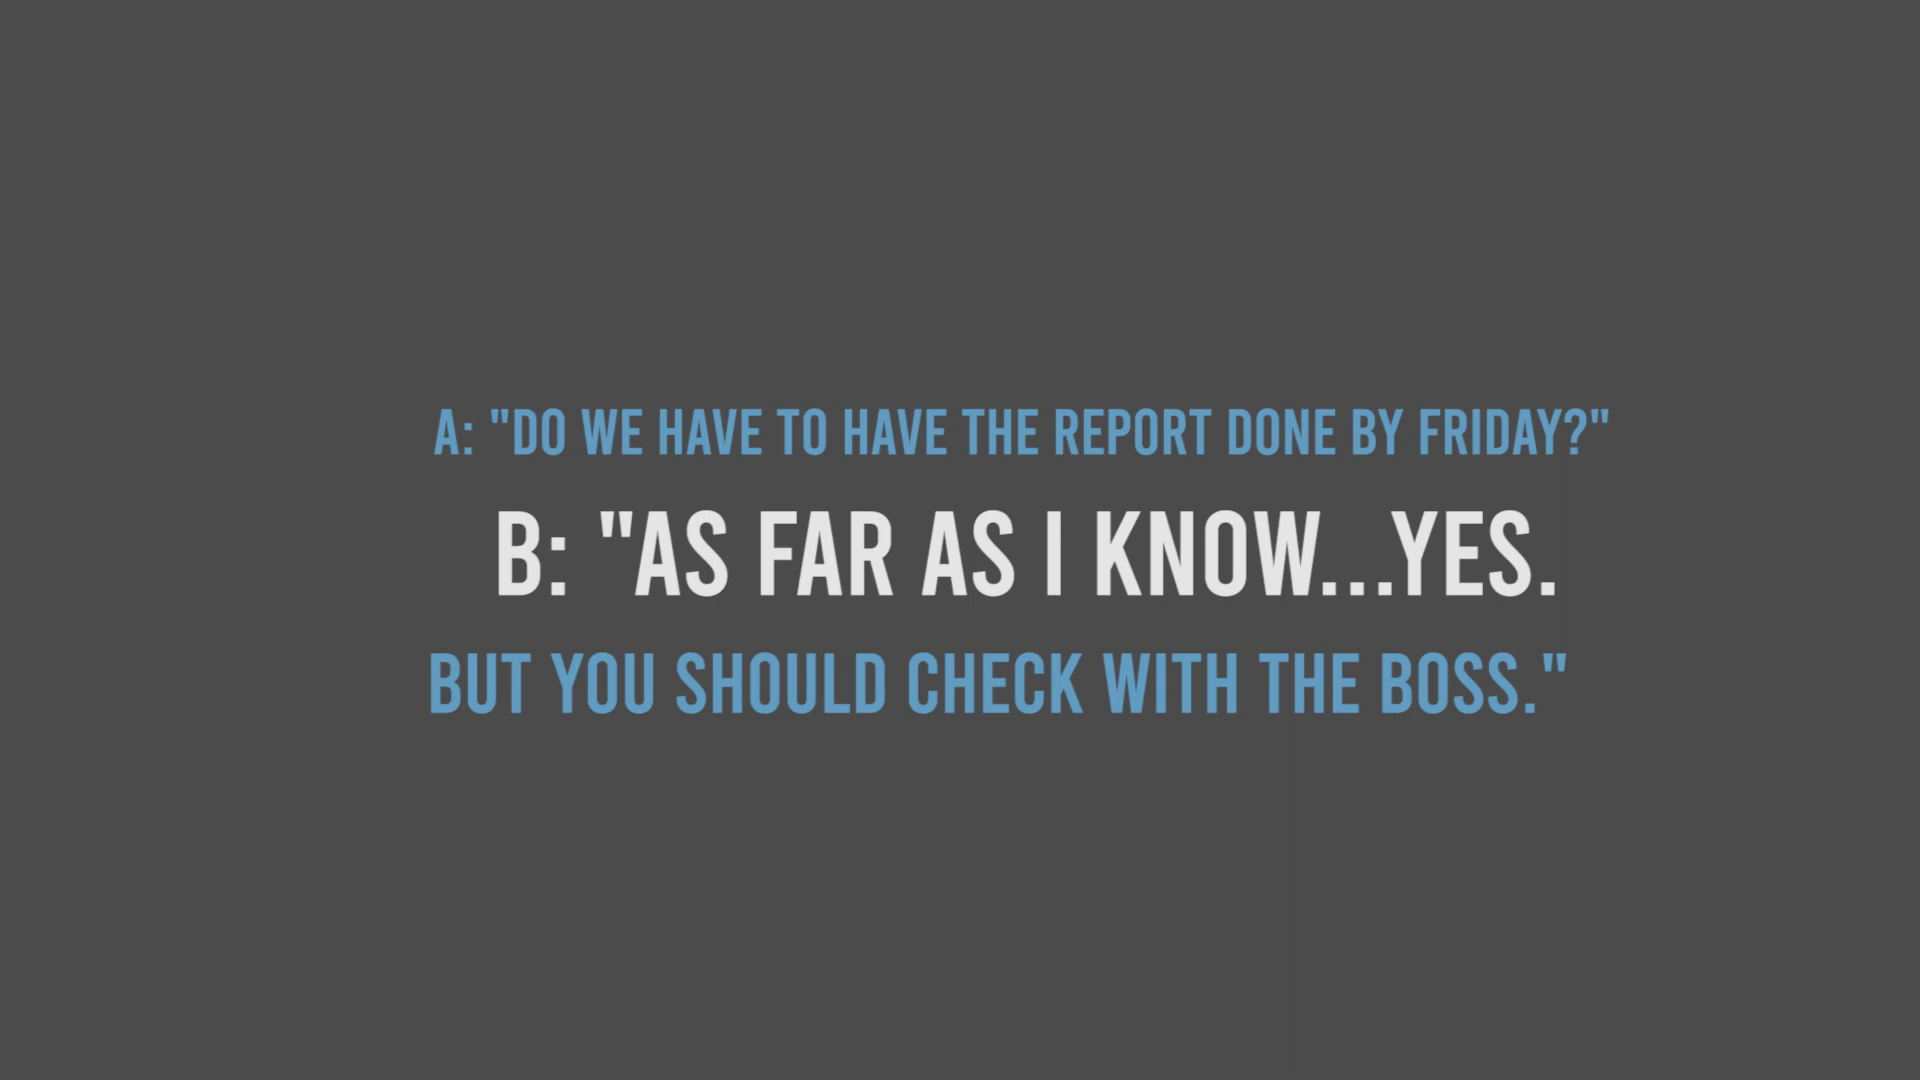 A: "DO WE HAVE TO HAVE THE REPORT DONE BY FRIDAY?"
B: "AS FAR AS I KNOW...YES.
BUT YOU SHOULD CHECK WITH THE BOSS."